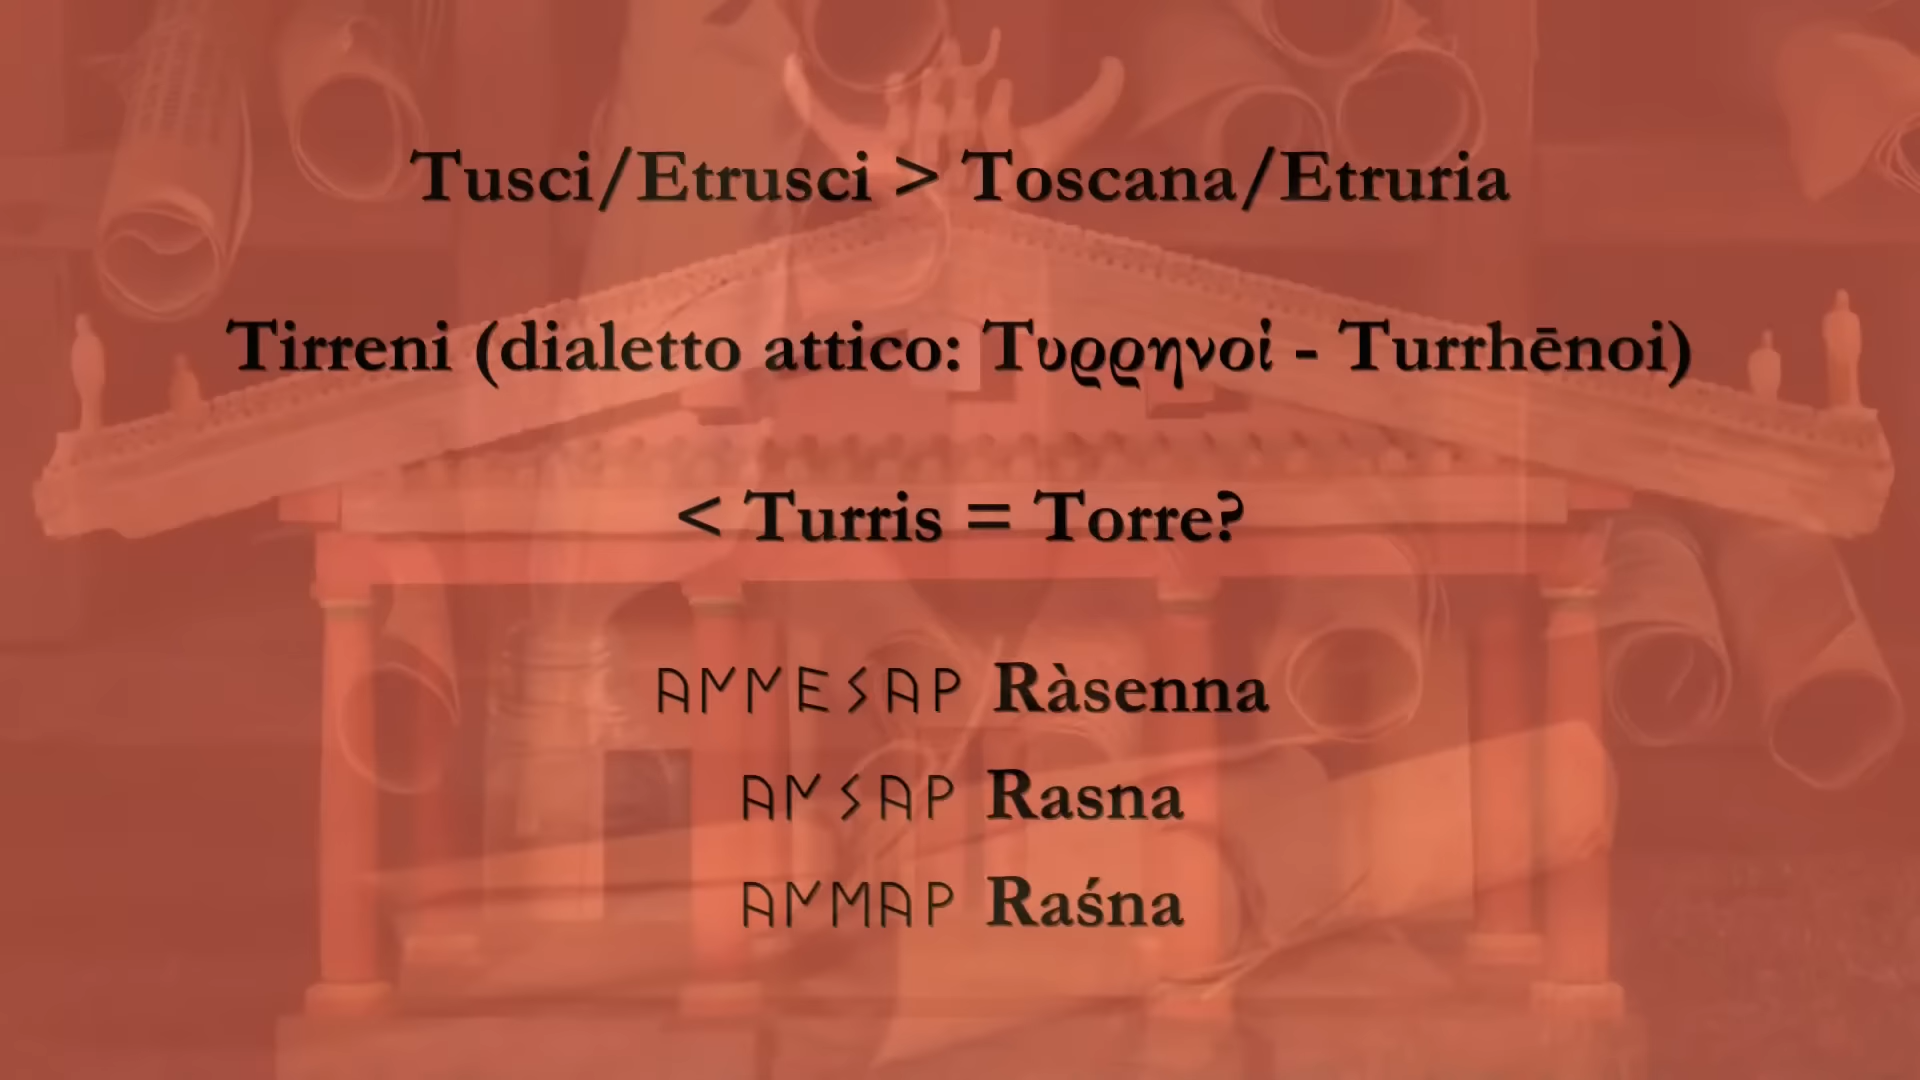 Tusci/Etrusci > Toscana/Etruria
Tirreni (dialetto attico: Τυρρηνοί - Turrhēnoi)
< Turris = Torre?
𐌀𐌍𐌍𐌄𐌔𐌀𐌓 Ràsenna
𐌀𐌍𐌔𐌀𐌓 Rasna
𐌀𐌍𐌑𐌀𐌓 Raśna